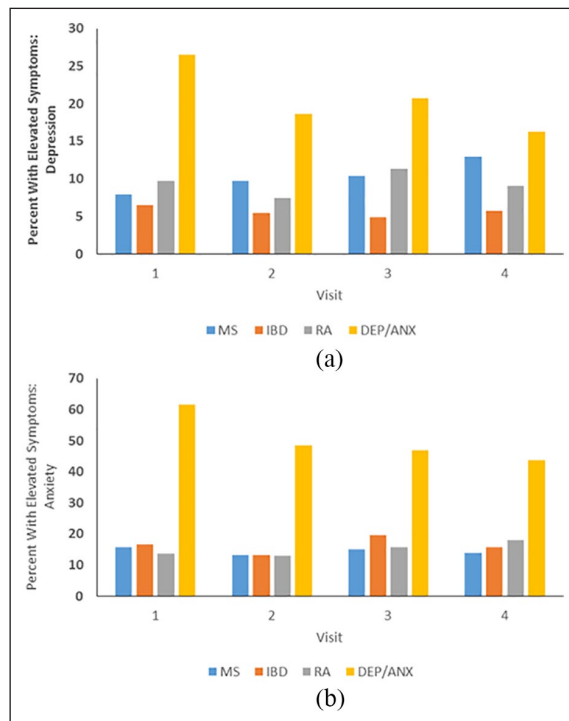 Percent With Elevated Symptoms:
Depression
30
25
20
15
10
5
0
1 2 3 4
Visit
MS IBD RA DEP/ANX
(a)
Percent With Elevated Symptoms:
Anxiety
70
60
50
40
30
20
10
0
1 2 3 4
Visit
MS IBD RA DEP/ANX
(b)